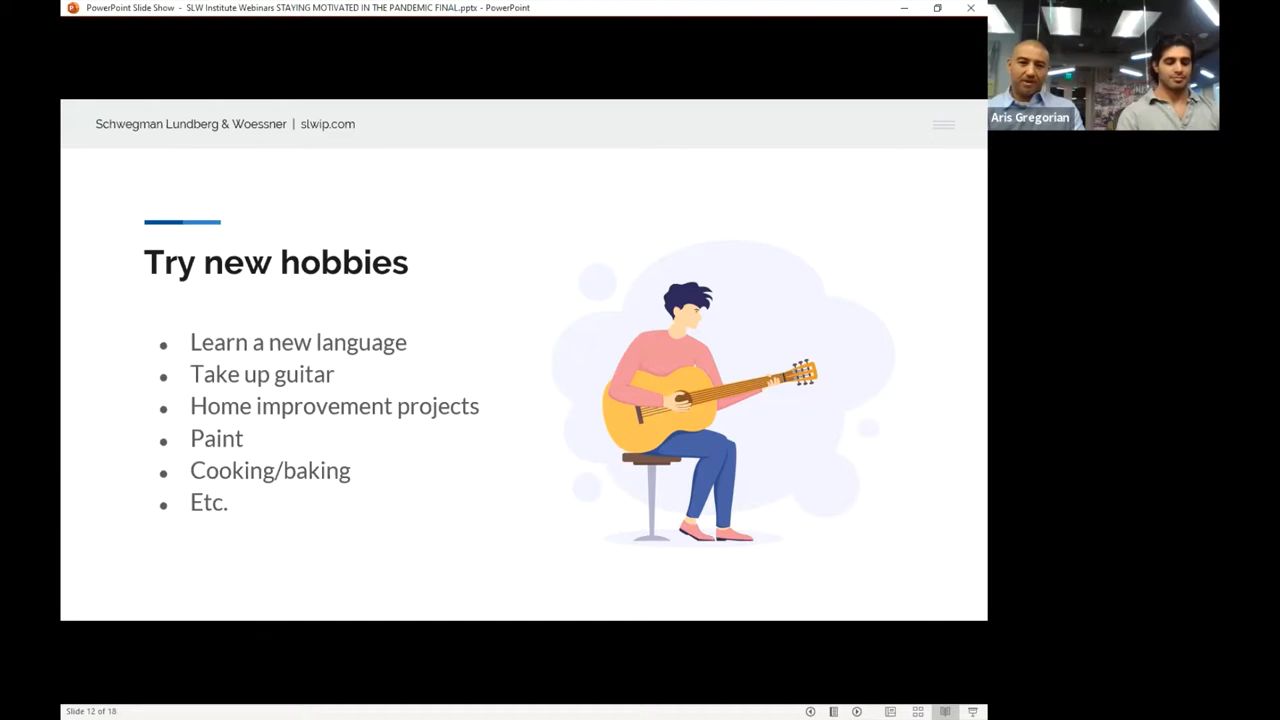 PowerPoint Slide Show - SLW Institute Webinars STAYING MOTIVATED IN THE PANDEMIC FINAL.pptx - PowerPoint
Aris Gregorian
Schwegman Lundberg & Woessner | slwip.com
Try new hobbies
● Learn a new language
● Take up guitar
● Home improvement projects
● Paint
● Cooking/baking
● Etc.
Slide 12 of 18